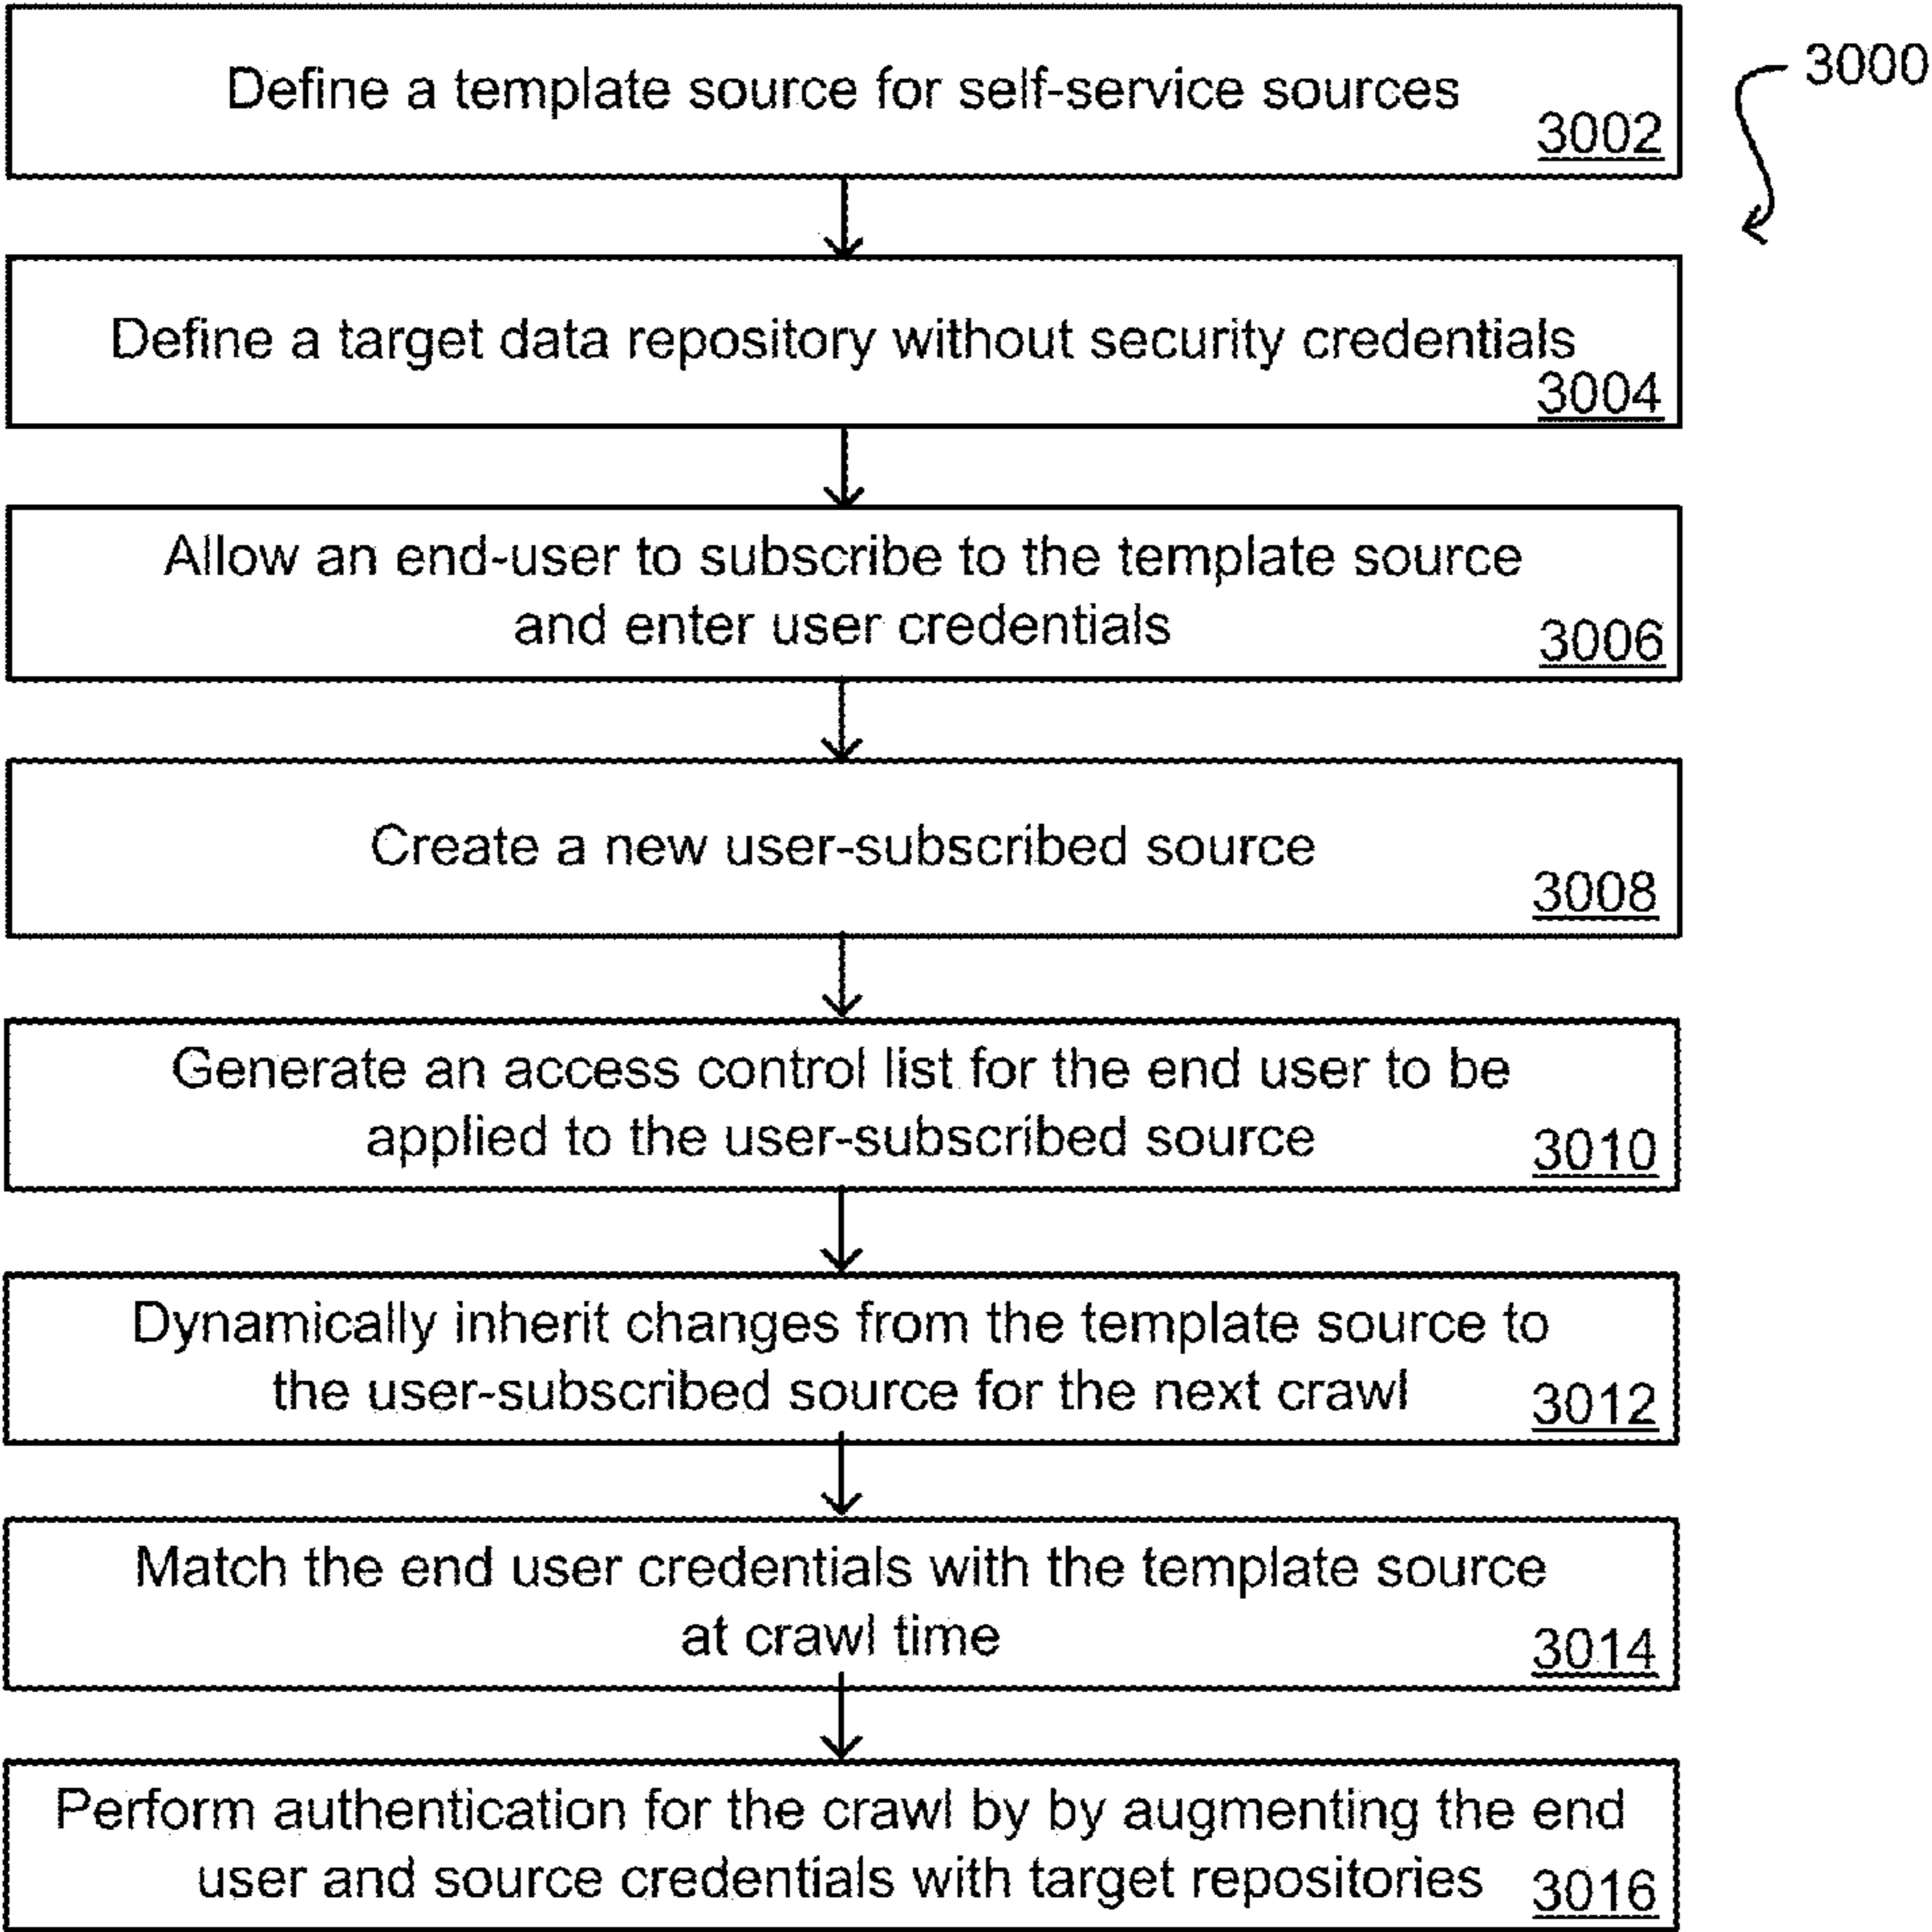 3000
Define a template source for self-service sources
3002
Define a target data repository without security credentials
3004
Allow an end-user to subscribe to the template source
and enter user credentials
3006
Create a new user-subscribed source
3008
Generate an access control list for the end user to be
applied to the user-subscribed source
3010
Dynamically inherit changes from the template source to
the user-subscribed source for the next crawl
3012
Match the end user credentials with the template source
at crawl time
3014
Perform authentication for the crawl by by augmenting the end
user and source credentials with target repositories
3016